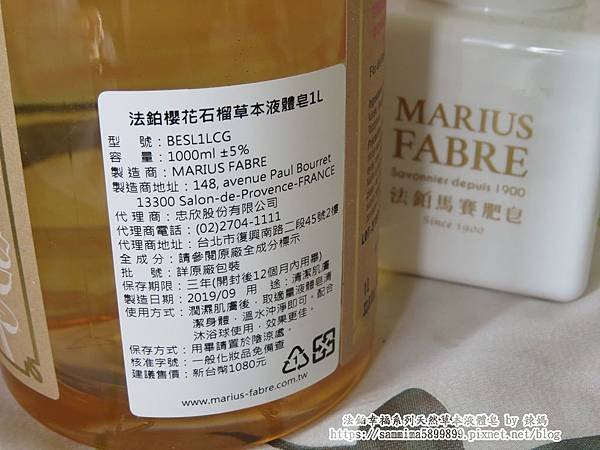 法鉑櫻花石榴草本液體皂1L
型　號：BESL1LCG
容　量：1000ml ±5%
製造商：MARIUS FABRE
製造商地址：148, avenue Paul Bourret
13300 Salon-de-Provence-FRANCE
代理商：忠欣股份有限公司
代理商電話：(02)2704-1111
代理商地址：台北市復興南路二段45號2樓
全成分：請參閱原廠全成分標示
批　號：詳原廠包裝
保存期限：三年(開封後12個月內用畢)
製造日期：2019/09　用　途：清潔肌膚
使用方式：潤濕肌膚後，取適量液體皂清
潔身體，溫水沖淨即可。配合
沐浴球使用，效果更佳。
保存方式：用畢請置於陰涼處。
核准字號：一般化妝品免備查
建議售價：新台幣1080元
www.marius-fabre.com.tw
MARIUS
FABRE
Savonnier depuis 1900
法鉑馬賽肥皂
Since 1900
法鉑幸福系列天然草本液體皂 by 錸媽
https://sammima5899899.pixnet.net/blog